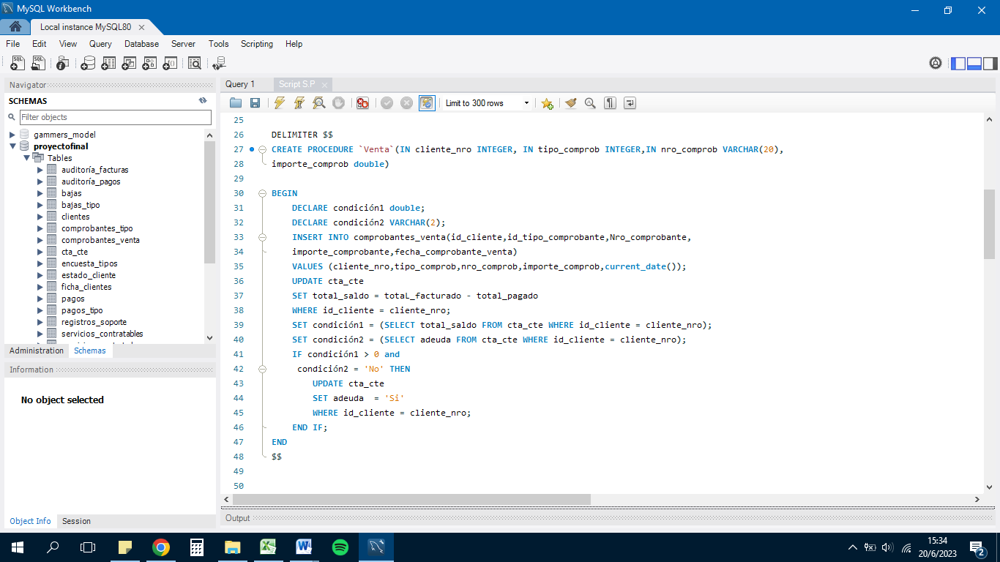 MySQL Workbench
Local instance MySQL80
File Edit View Query Database Server Tools Scripting Help
Navigator
SCHEMAS
Filter objects
gammers_model
proyectofinal
Tables
auditoría_facturas
auditoría_pagos
bajas
bajas_tipo
clientes
comprobantes_tipo
comprobantes_venta
cta_cte
encuesta_tipos
estado_cliente
ficha_clientes
pagos
pagos_tipo
registros_soporte
servicios_contratables
Administration Schemas
Information
No object selected
Object Info Session
Query 1 Script S.P
Limit to 300 rows
25
26 DELIMITER $$
27 CREATE PROCEDURE `Venta`(IN cliente_nro INTEGER, IN tipo_comprob INTEGER,IN nro_comprob VARCHAR(20),
28 importe_comprob double)
29
30 BEGIN
31 DECLARE condición1 double;
32 DECLARE condición2 VARCHAR(2);
33 INSERT INTO comprobantes_venta(id_cliente,id_tipo_comprobante,Nro_comprobante,
34 importe_comprobante,fecha_comprobante_venta)
35 VALUES (cliente_nro,tipo_comprob,nro_comprob,importe_comprob,current_date());
36 UPDATE cta_cte
37 SET total_saldo = totaL_facturado - total_pagado
38 WHERE id_cliente = cliente_nro;
39 SET condición1 = (SELECT total_saldo FROM cta_cte WHERE id_cliente = cliente_nro);
40 SET condición2 = (SELECT adeuda FROM cta_cte WHERE id_cliente = cliente_nro);
41 IF condición1 > 0 and
42 condición2 = 'No' THEN
43 UPDATE cta_cte
44 SET adeuda = 'Si'
45 WHERE id_cliente = cliente_nro;
46 END IF;
47 END
48 $$
49
50
Output
15:34
20/6/2023
2